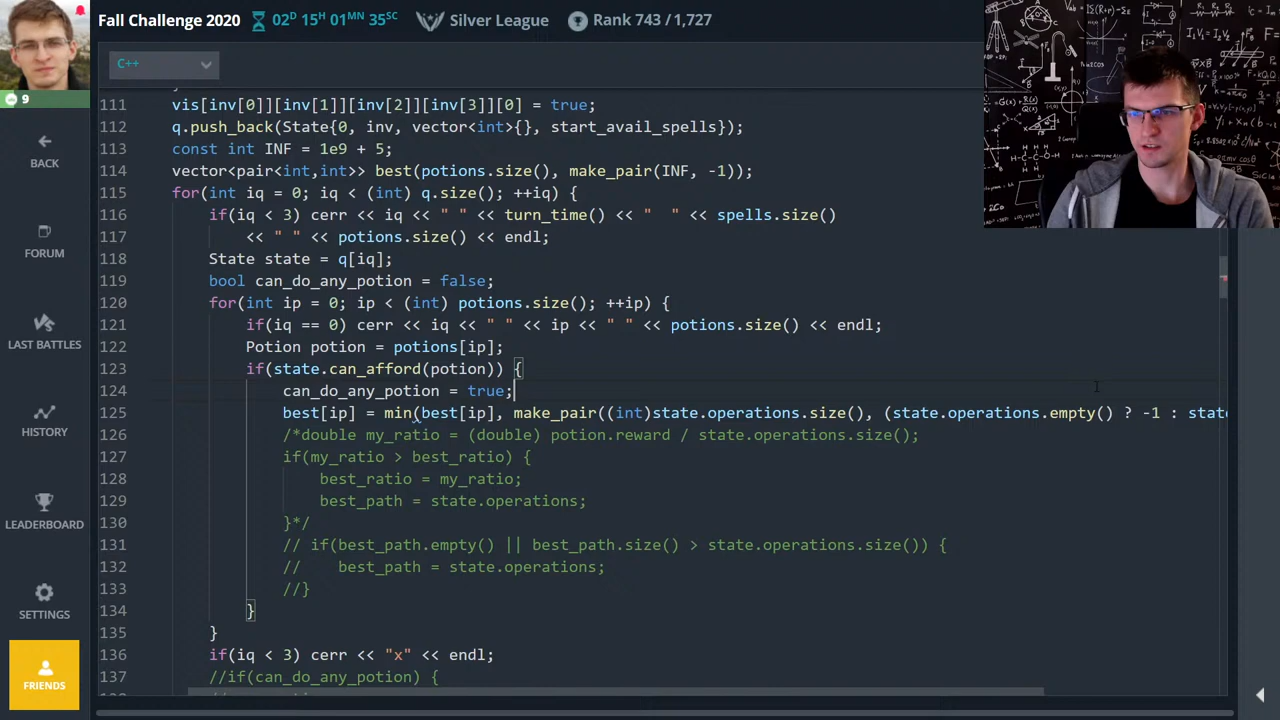 Fall Challenge 2020 02D 15H 01MN 35SC Silver League Rank 743 / 1,727
9
C++
BACK
FORUM
LAST BATTLES
HISTORY
LEADERBOARD
SETTINGS
FRIENDS
111 vis[inv[0]][inv[1]][inv[2]][inv[3]][0] = true;
112 q.push_back(State{0, inv, vector<int>{}, start_avail_spells});
113 const int INF = 1e9 + 5;
114 vector<pair<int,int>> best(potions.size(), make_pair(INF, -1));
115 for(int iq = 0; iq < (int) q.size(); ++iq) {
116 if(iq < 3) cerr << iq << " " << turn_time() << "  " << spells.size()
117 << " " << potions.size() << endl;
118 State state = q[iq];
119 bool can_do_any_potion = false;
120 for(int ip = 0; ip < (int) potions.size(); ++ip) {
121 if(iq == 0) cerr << iq << " " << ip << " " << potions.size() << endl;
122 Potion potion = potions[ip];
123 if(state.can_afford(potion)) {
124 can_do_any_potion = true;
125 best[ip] = min(best[ip], make_pair((int)state.operations.size(), (state.operations.empty() ? -1 : state
126 /*double my_ratio = (double) potion.reward / state.operations.size();
127 if(my_ratio > best_ratio) {
128 best_ratio = my_ratio;
129 best_path = state.operations;
130 }*/
131 // if(best_path.empty() || best_path.size() > state.operations.size()) {
132 // best_path = state.operations;
133 //}
134 }
135 }
136 if(iq < 3) cerr << "x" << endl;
137 //if(can_do_any_potion) {